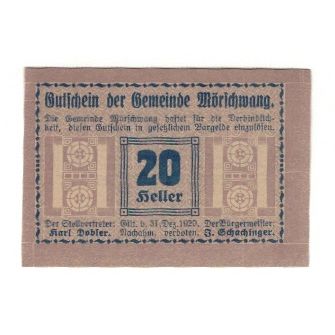 Gutschein der Gemeinde Mörschwang.
Die Gemeinde Mörschwang haftet für die Verbindlich-
keit, diesen Gutschein in gesetzlichem Bargelde einzulösen.
20
Heller
Der Stellvertreter: Gilt b. 31. Dez. 1920. Der Bürgermeister:
Karl Dobler. Nachahm. verboten. J. Schachinger.